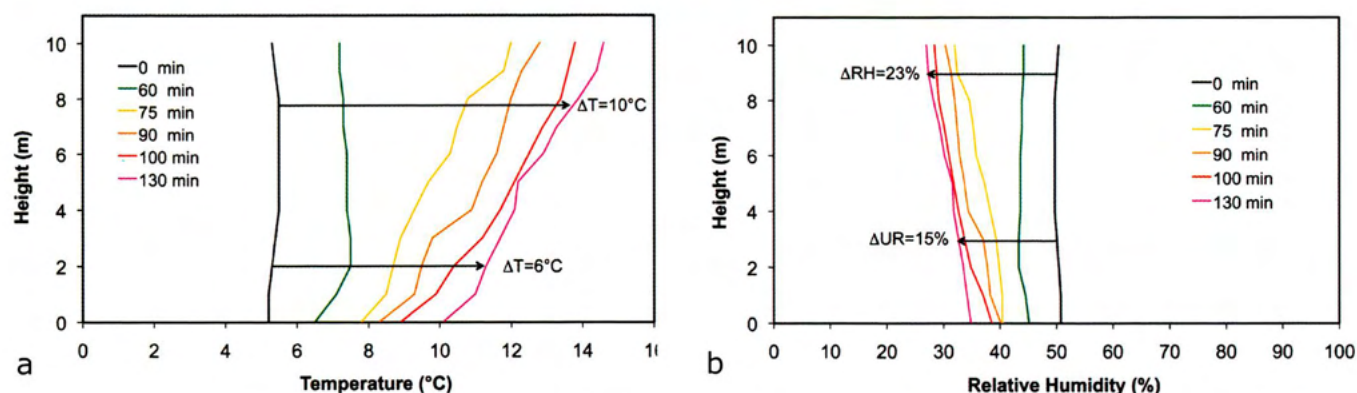 10
8
6
4
2
0
Height (m)
0 min
60 min
75 min
90 min
100 min
130 min
ΔT=10°C
ΔT=6°C
0 2 4 6 8 10 12 14 16
Temperature (°C)
a
10
8
6
4
2
0
Height (m)
ΔRH=23%
ΔUR=15%
0 min
60 min
75 min
90 min
100 min
130 min
0 10 20 30 40 50 60 70 80 90 100
Relative Humidity (%)
b